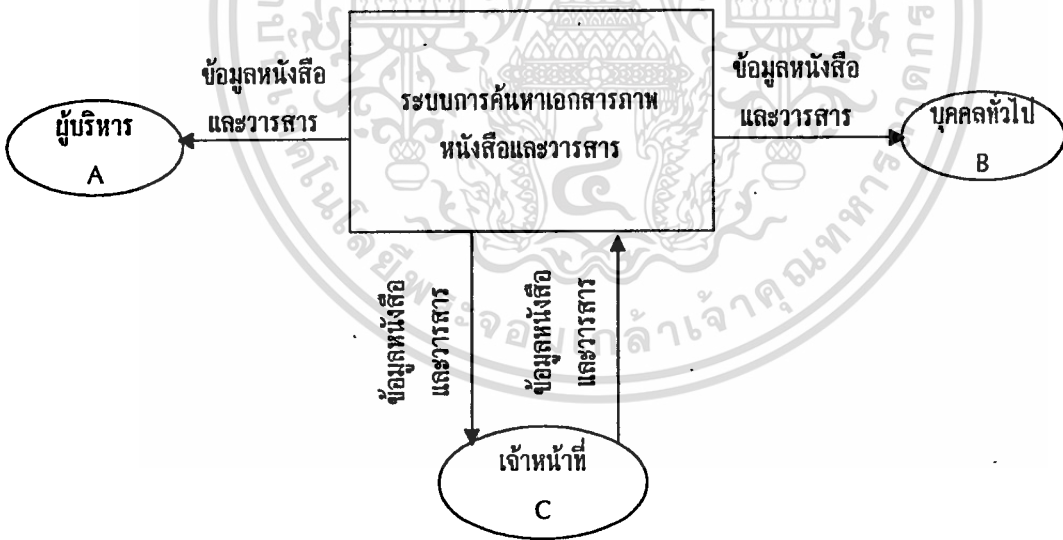 ข้อมูลหนังสือ
และวารสาร
ผู้บริหาร
A
ระบบการค้นหาเอกสารภาพ
หนังสือและวารสาร
ข้อมูลหนังสือ
และวารสาร
บุคคลทั่วไป
B
ข้อมูลหนังสือ
และวารสาร
ข้อมูลหนังสือ
และวารสาร
เจ้าหน้าที่
C